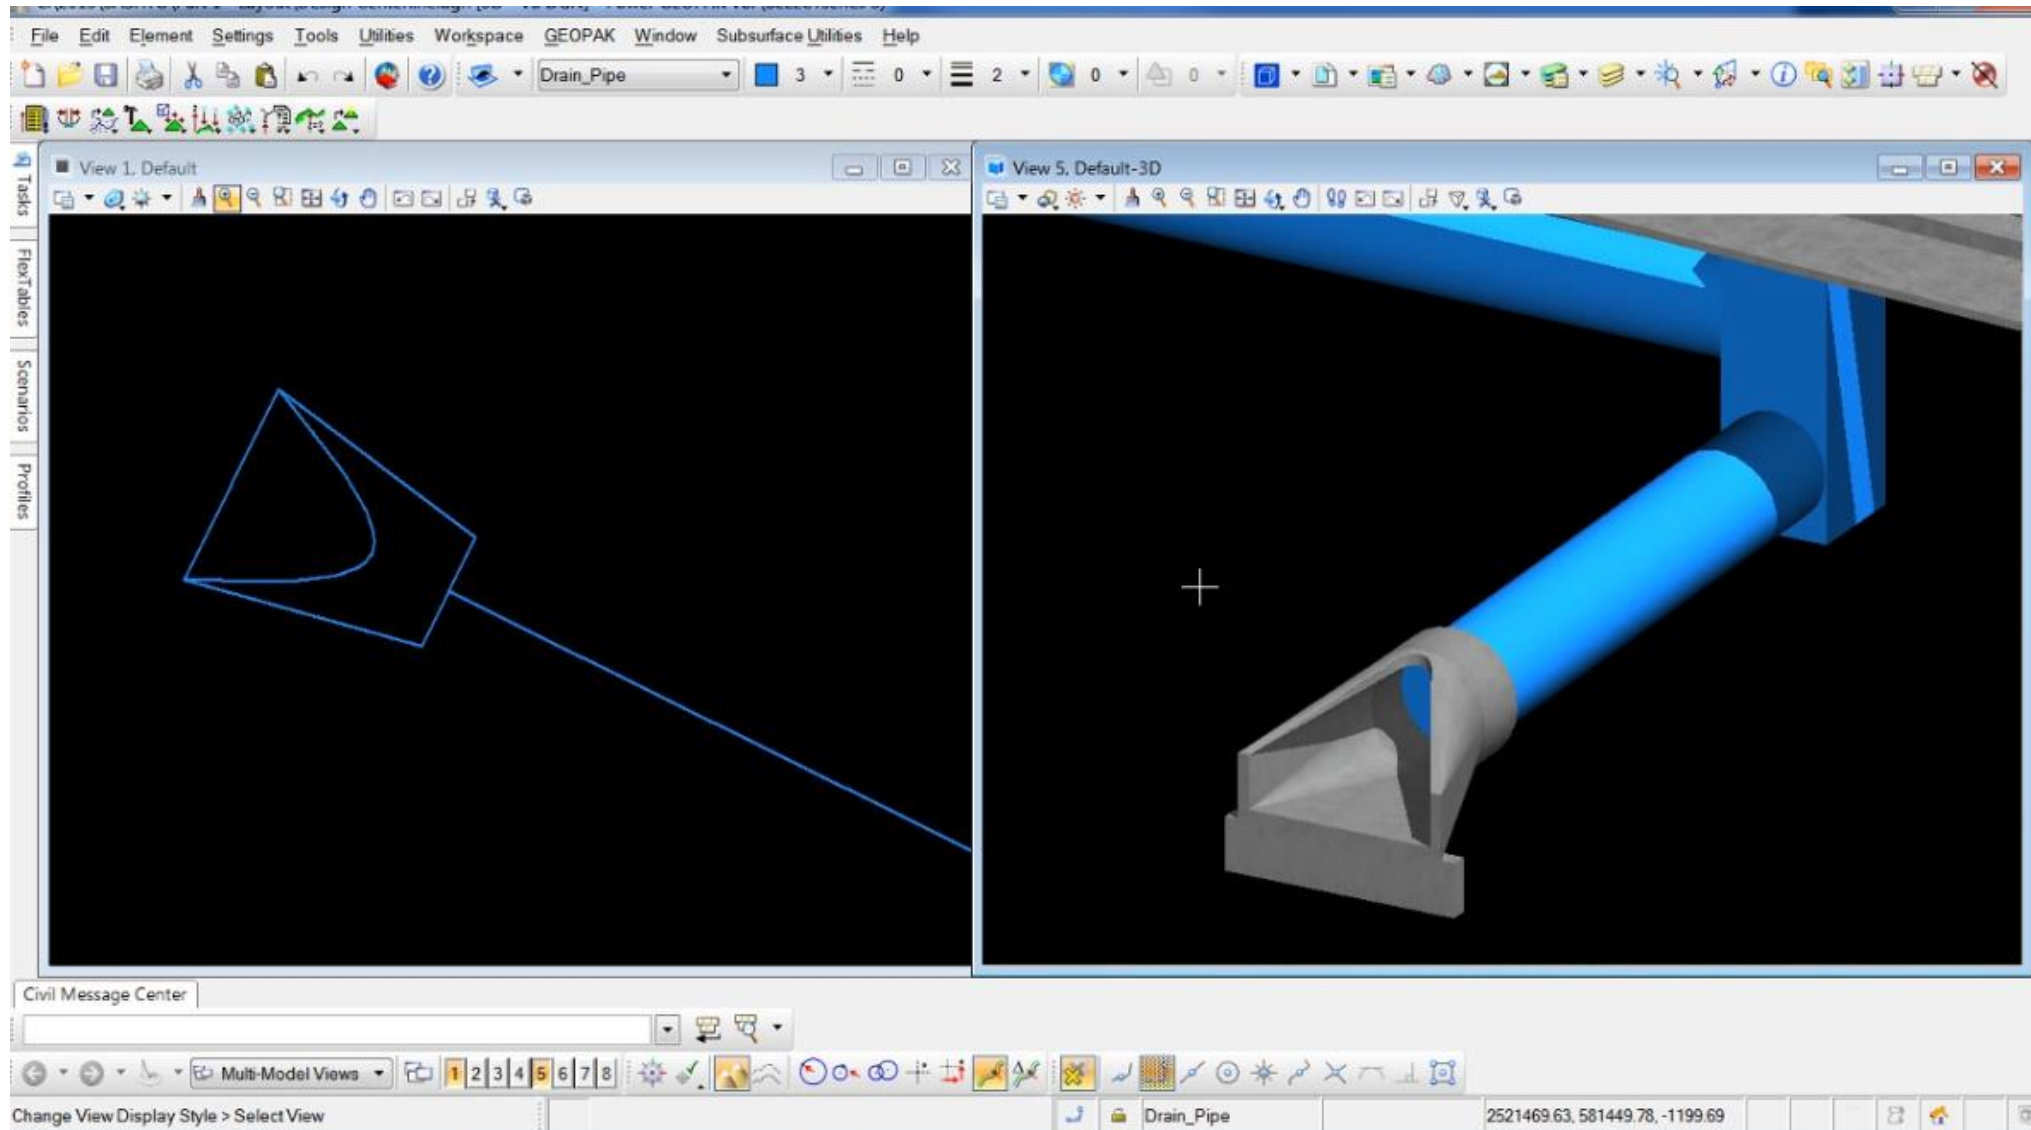 File Edit Element Settings Tools Utilities Workspace GEOPAK Window Subsurface Utilities Help
Drain_Pipe 3 0 2 0 0
View 1, Default
View 5, Default-3D
Tasks
FlexTables
Scenarios
Profiles
Civil Message Center
Multi-Model Views 1 2 3 4 5 6 7 8
Change View Display Style > Select View
Drain_Pipe
2521469.63, 581449.78, -1199.69